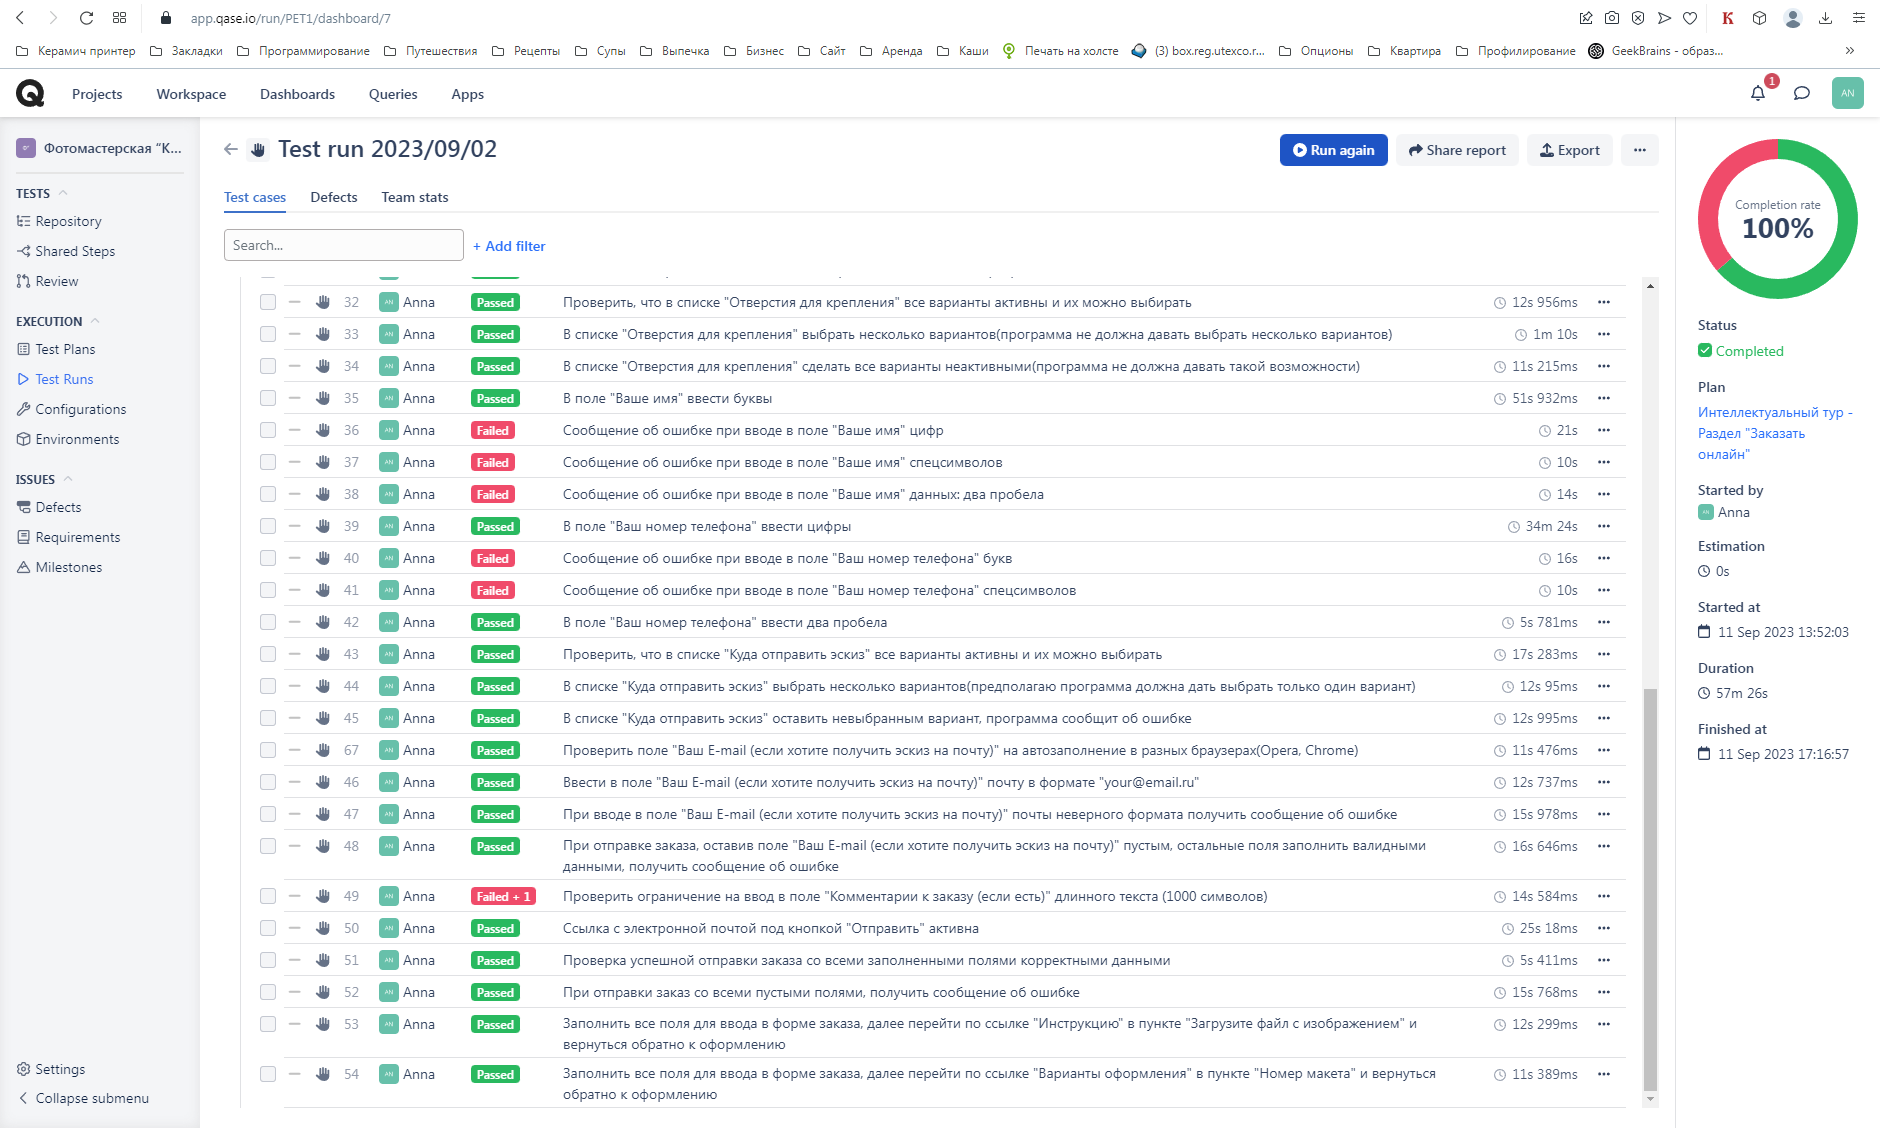 app.qase.io/run/PET1/dashboard/7
K
Керамич принтер
Закладки
Программирование
Путешествия
Рецепты
Супы
Выпечка
Бизнес
Сайт
Аренда
Каши
Печать на холсте
(3) box.reg.utexco.r...
Опционы
Квартира
Профилирование
GeekBrains - образ...
»
Projects
Workspace
Dashboards
Queries
Apps
1
AN
Фотомастерская “К...
TESTS
Repository
Shared Steps
Review
EXECUTION
Test Plans
Test Runs
Configurations
Environments
ISSUES
Defects
Requirements
Milestones
Settings
Collapse submenu
Test run 2023/09/02
Run again
Share report
Export
Test cases
Defects
Team stats
Search...
+ Add filter
32 AN Anna Passed Проверить, что в списке "Отверстия для крепления" все варианты активны и их можно выбирать 12s 956ms
33 AN Anna Passed В списке "Отверстия для крепления" выбрать несколько вариантов(программа не должна давать выбрать несколько вариантов) 1m 10s
34 AN Anna Passed В списке "Отверстия для крепления" сделать все варианты неактивными(программа не должна давать такой возможности) 11s 215ms
35 AN Anna Passed В поле "Ваше имя" ввести буквы 51s 932ms
36 AN Anna Failed Сообщение об ошибке при вводе в поле "Ваше имя" цифр 21s
37 AN Anna Failed Сообщение об ошибке при вводе в поле "Ваше имя" спецсимволов 10s
38 AN Anna Failed Сообщение об ошибке при вводе в поле "Ваше имя" данных: два пробела 14s
39 AN Anna Passed В поле "Ваш номер телефона" ввести цифры 34m 24s
40 AN Anna Failed Сообщение об ошибке при вводе в поле "Ваш номер телефона" букв 16s
41 AN Anna Failed Сообщение об ошибке при вводе в поле "Ваш номер телефона" спецсимволов 10s
42 AN Anna Passed В поле "Ваш номер телефона" ввести два пробела 5s 781ms
43 AN Anna Passed Проверить, что в списке "Куда отправить эскиз" все варианты активны и их можно выбирать 17s 283ms
44 AN Anna Passed В списке "Куда отправить эскиз" выбрать несколько вариантов(предполагаю программа должна дать выбрать только один вариант) 12s 95ms
45 AN Anna Passed В списке "Куда отправить эскиз" оставить невыбранным вариант, программа сообщит об ошибке 12s 995ms
67 AN Anna Passed Проверить поле "Ваш E-mail (если хотите получить эскиз на почту)" на автозаполнение в разных браузерах(Opera, Chrome) 11s 476ms
46 AN Anna Passed Ввести в поле "Ваш E-mail (если хотите получить эскиз на почту)" почту в формате "your@email.ru" 12s 737ms
47 AN Anna Passed При вводе в поле "Ваш E-mail (если хотите получить эскиз на почту)" почты неверного формата получить сообщение об ошибке 15s 978ms
48 AN Anna Passed При отправке заказа, оставив поле "Ваш E-mail (если хотите получить эскиз на почту)" пустым, остальные поля заполнить валидными 16s 646ms
данными, получить сообщение об ошибке
49 AN Anna Failed + 1 Проверить ограничение на ввод в поле "Комментарии к заказу (если есть)" длинного текста (1000 символов) 14s 584ms
50 AN Anna Passed Ссылка с электронной почтой под кнопкой "Отправить" активна 25s 18ms
51 AN Anna Passed Проверка успешной отправки заказа со всеми заполненными полями корректными данными 5s 411ms
52 AN Anna Passed При отправки заказ со всеми пустыми полями, получить сообщение об ошибке 15s 768ms
53 AN Anna Passed Заполнить все поля для ввода в форме заказа, далее перейти по ссылке "Инструкцию" в пункте "Загрузите файл с изображением" и 12s 299ms
вернуться обратно к оформлению
54 AN Anna Passed Заполнить все поля для ввода в форме заказа, далее перейти по ссылке "Варианты оформления" в пункте "Номер макета" и вернуться 11s 389ms
обратно к оформлению
Completion rate
100%
Status
Completed
Plan
Интеллектуальный тур -
Раздел "Заказать
онлайн"
Started by
AN Anna
Estimation
0s
Started at
11 Sep 2023 13:52:03
Duration
57m 26s
Finished at
11 Sep 2023 17:16:57